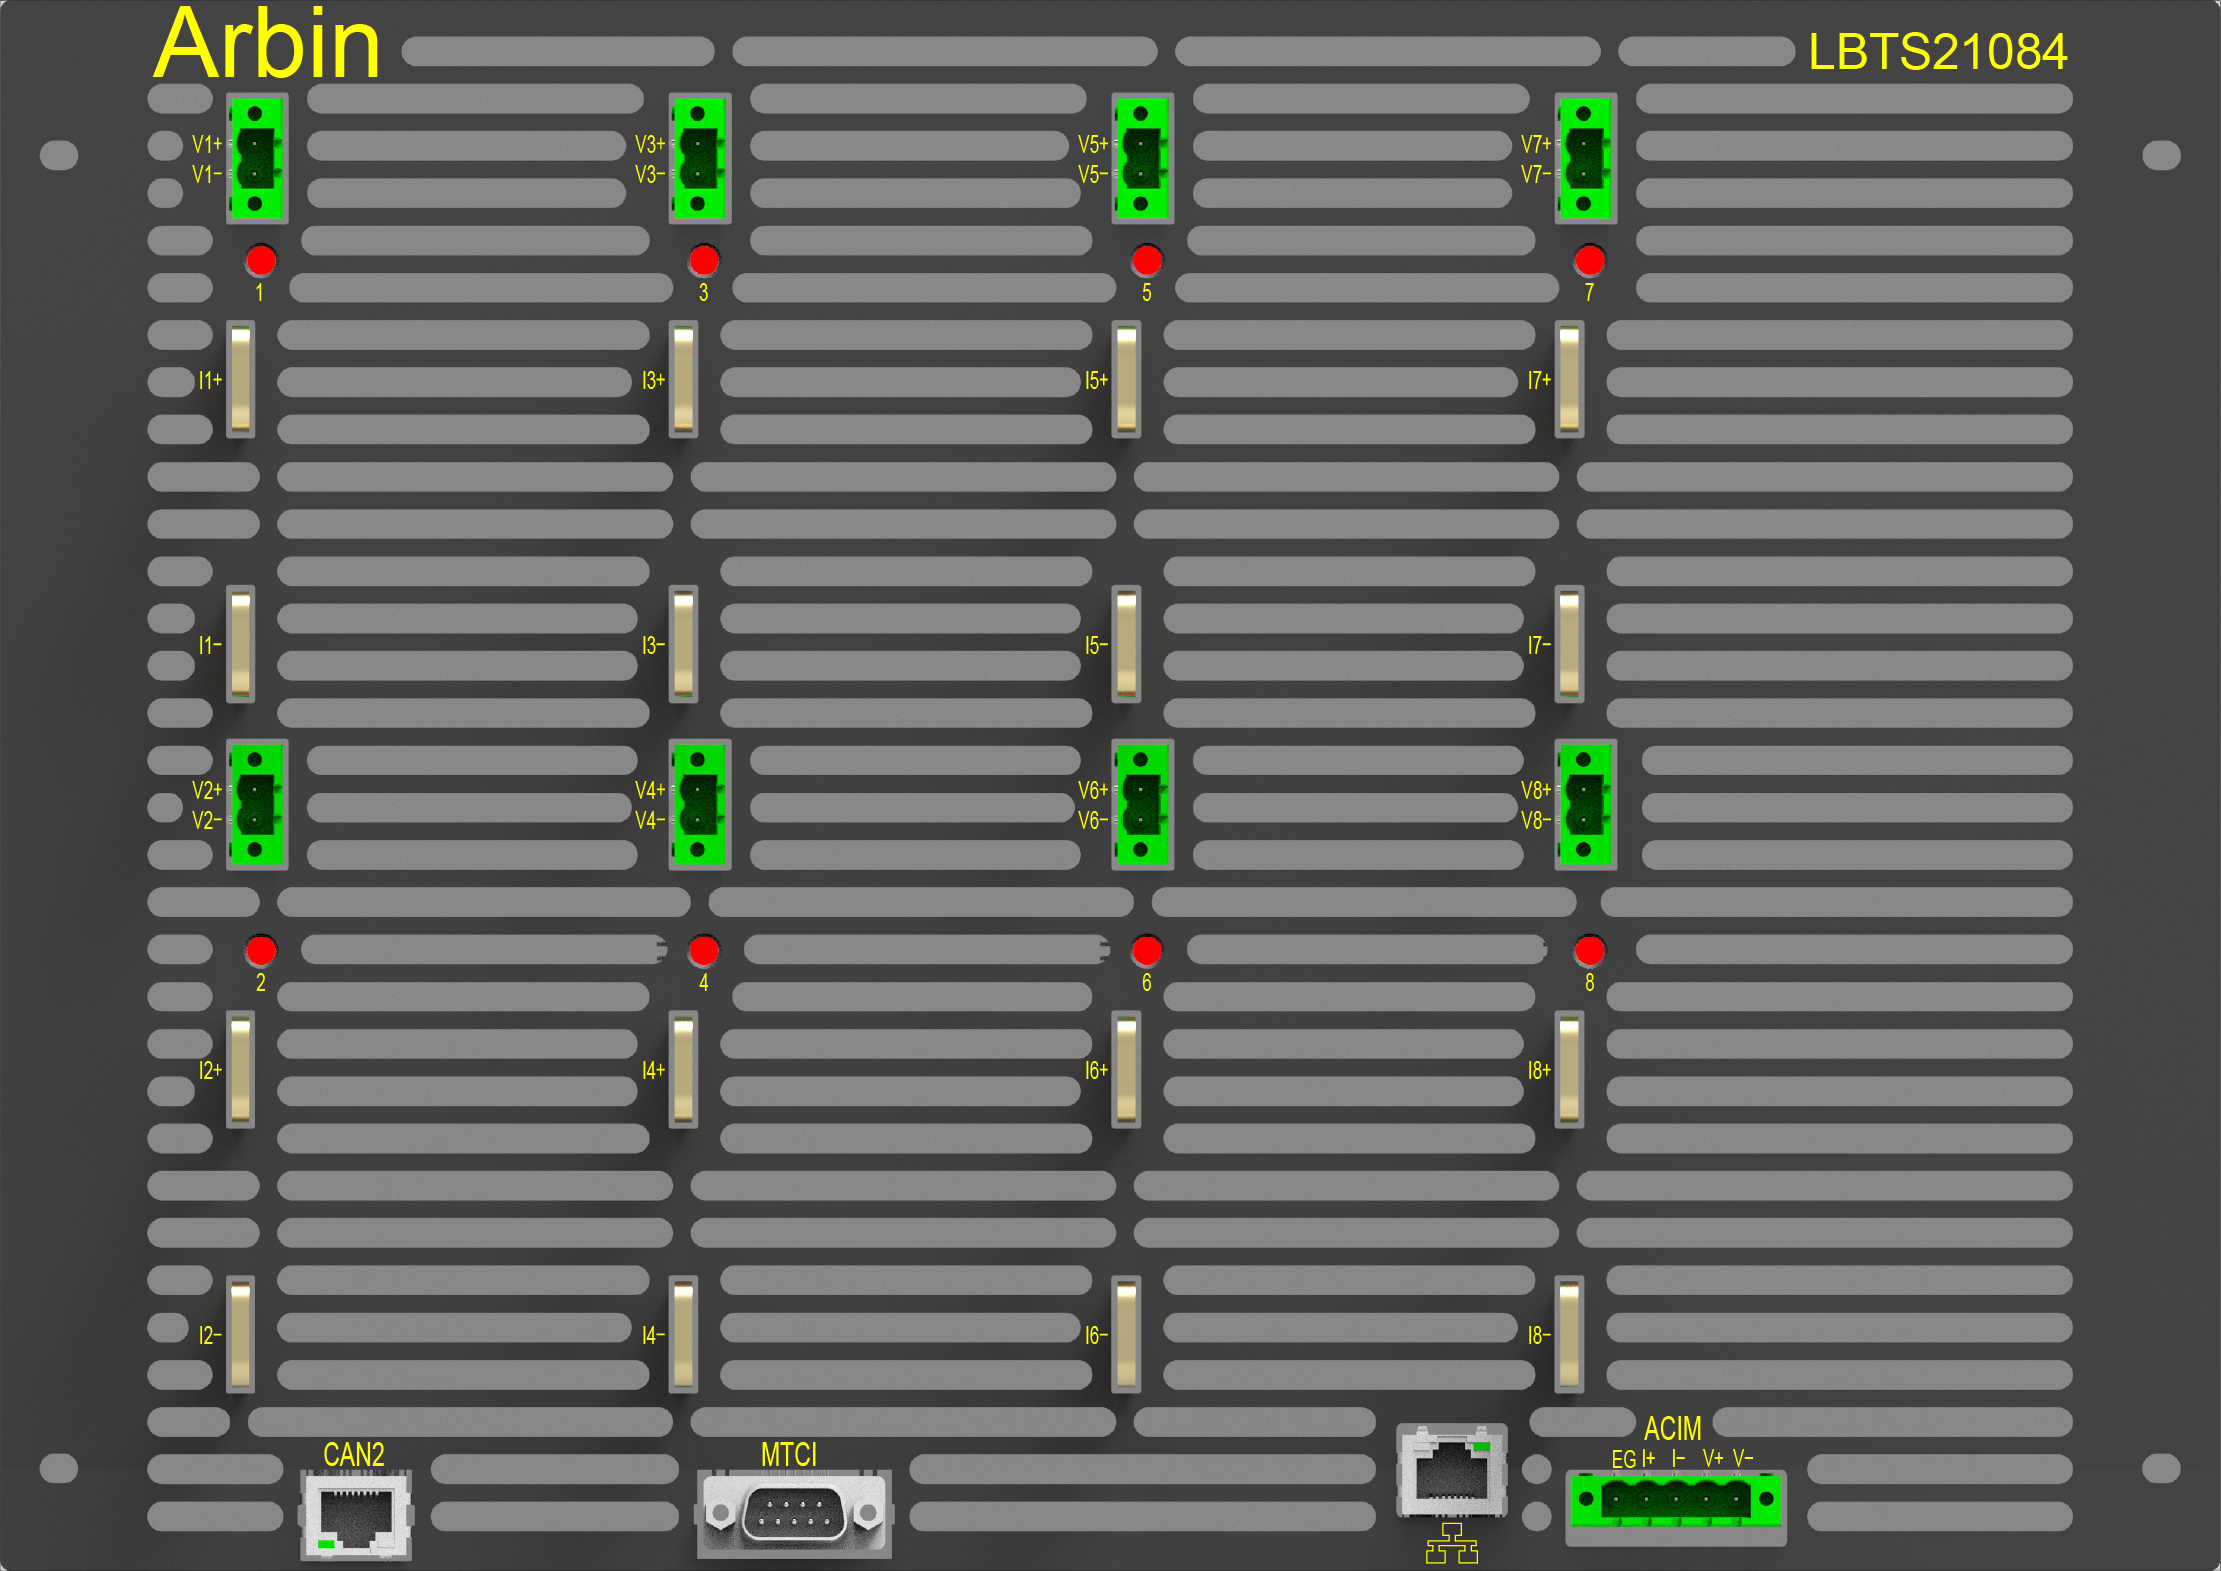 Arbin
LBTS21084
V1+ V3+ V5+ V7+
V1- V3- V5- V7-
1 3 5 7
I1+ I3+ I5+ I7+
I1- I3- I5- I7-
V2+ V4+ V6+ V8+
V2- V4- V6- V8-
2 4 6 8
I2+ I4+ I6+ I8+
I2- I4- I6- I8-
CAN2 MTCI ACIM
EG I+ I- V+ V-